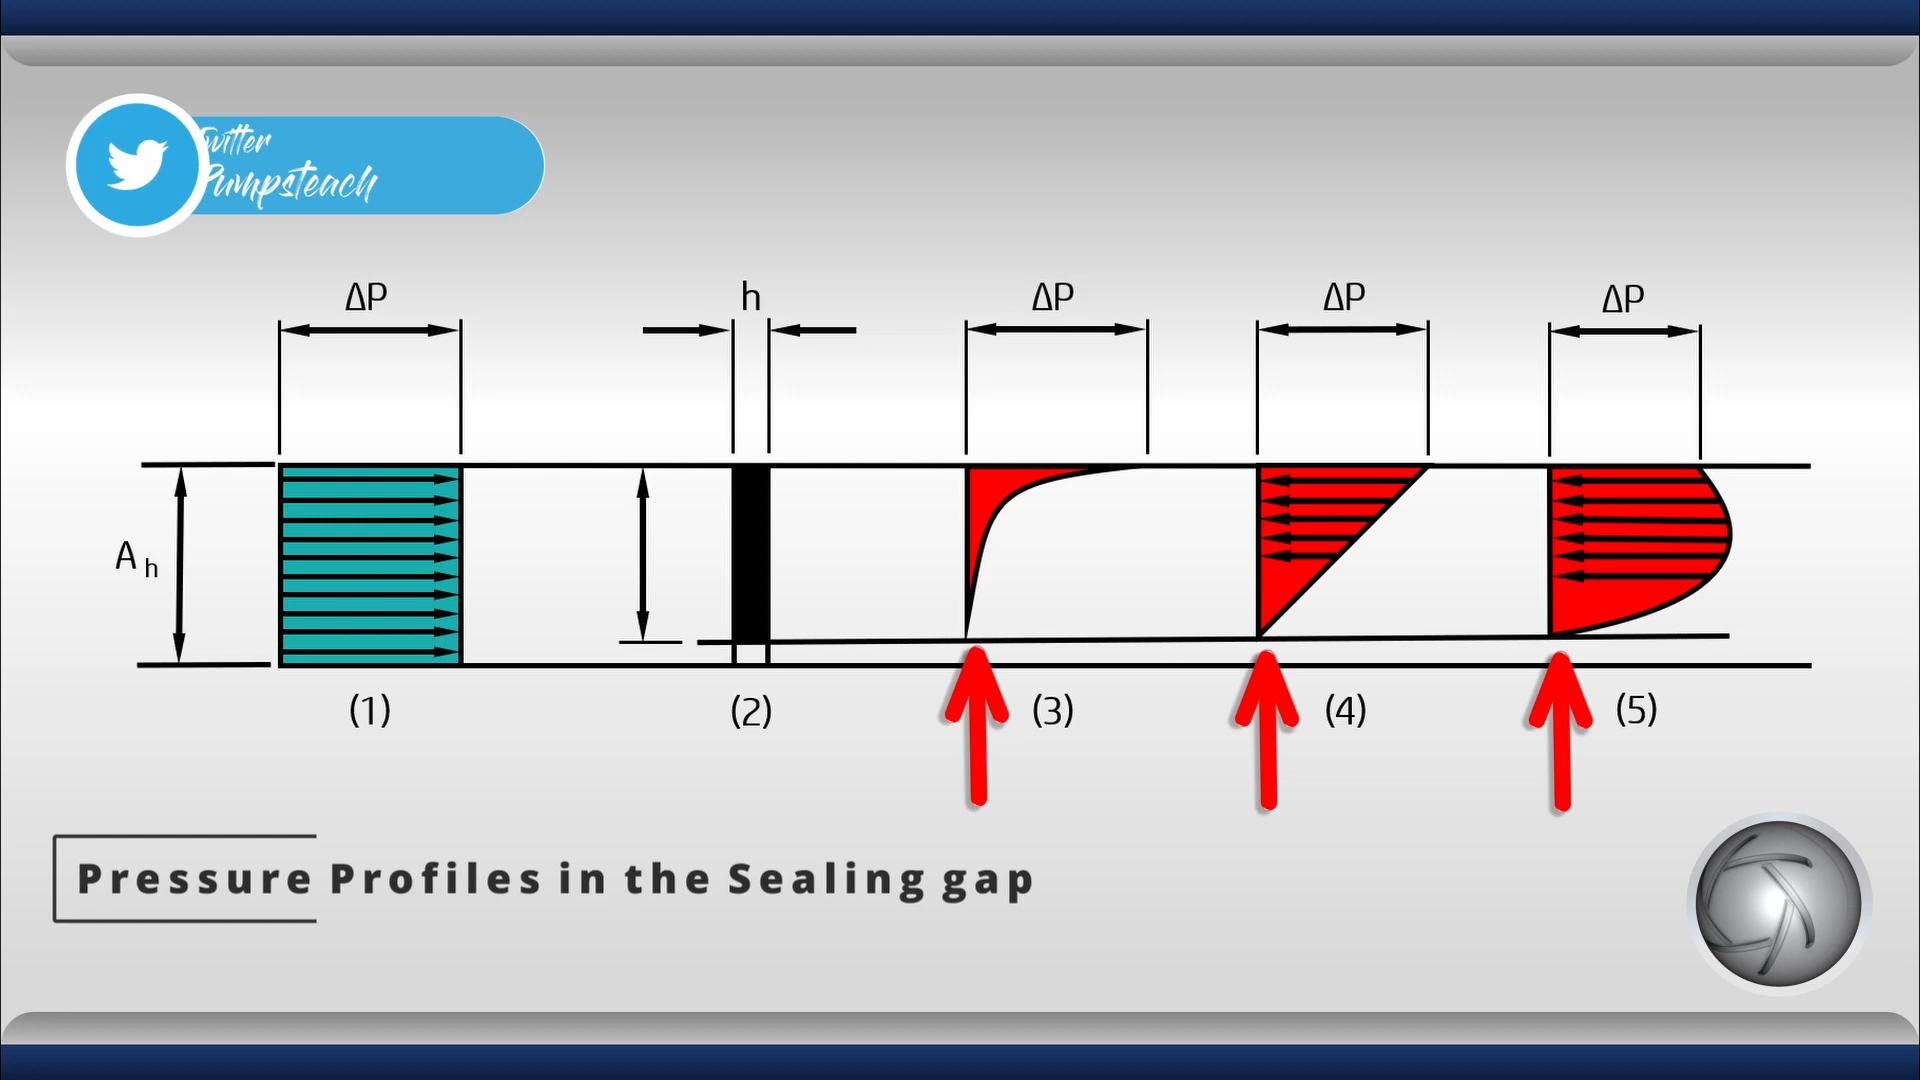 Twitter
Pumpsteach
ΔP
h
ΔP
ΔP
ΔP
A h
(1)
(2)
(3)
(4)
(5)
Pressure Profiles in the Sealing gap